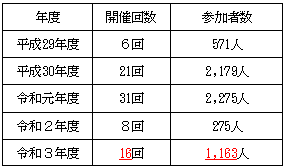 年度 開催回数 参加者数
平成29年度 ６回 571人
平成30年度 21回 2,179人
令和元年度 31回 2,275人
令和２年度 ８回 275人
令和３年度 16回 1,163人